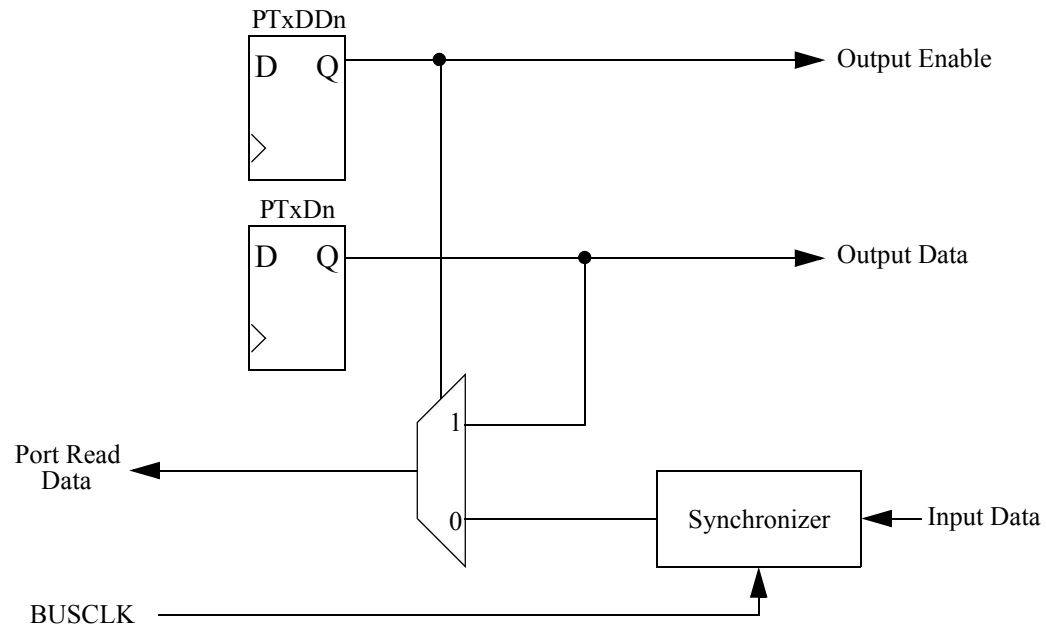 PTxDDn
D Q
Output Enable
PTxDn
D Q
Output Data
1
Port Read
Data
0
Synchronizer
Input Data
BUSCLK